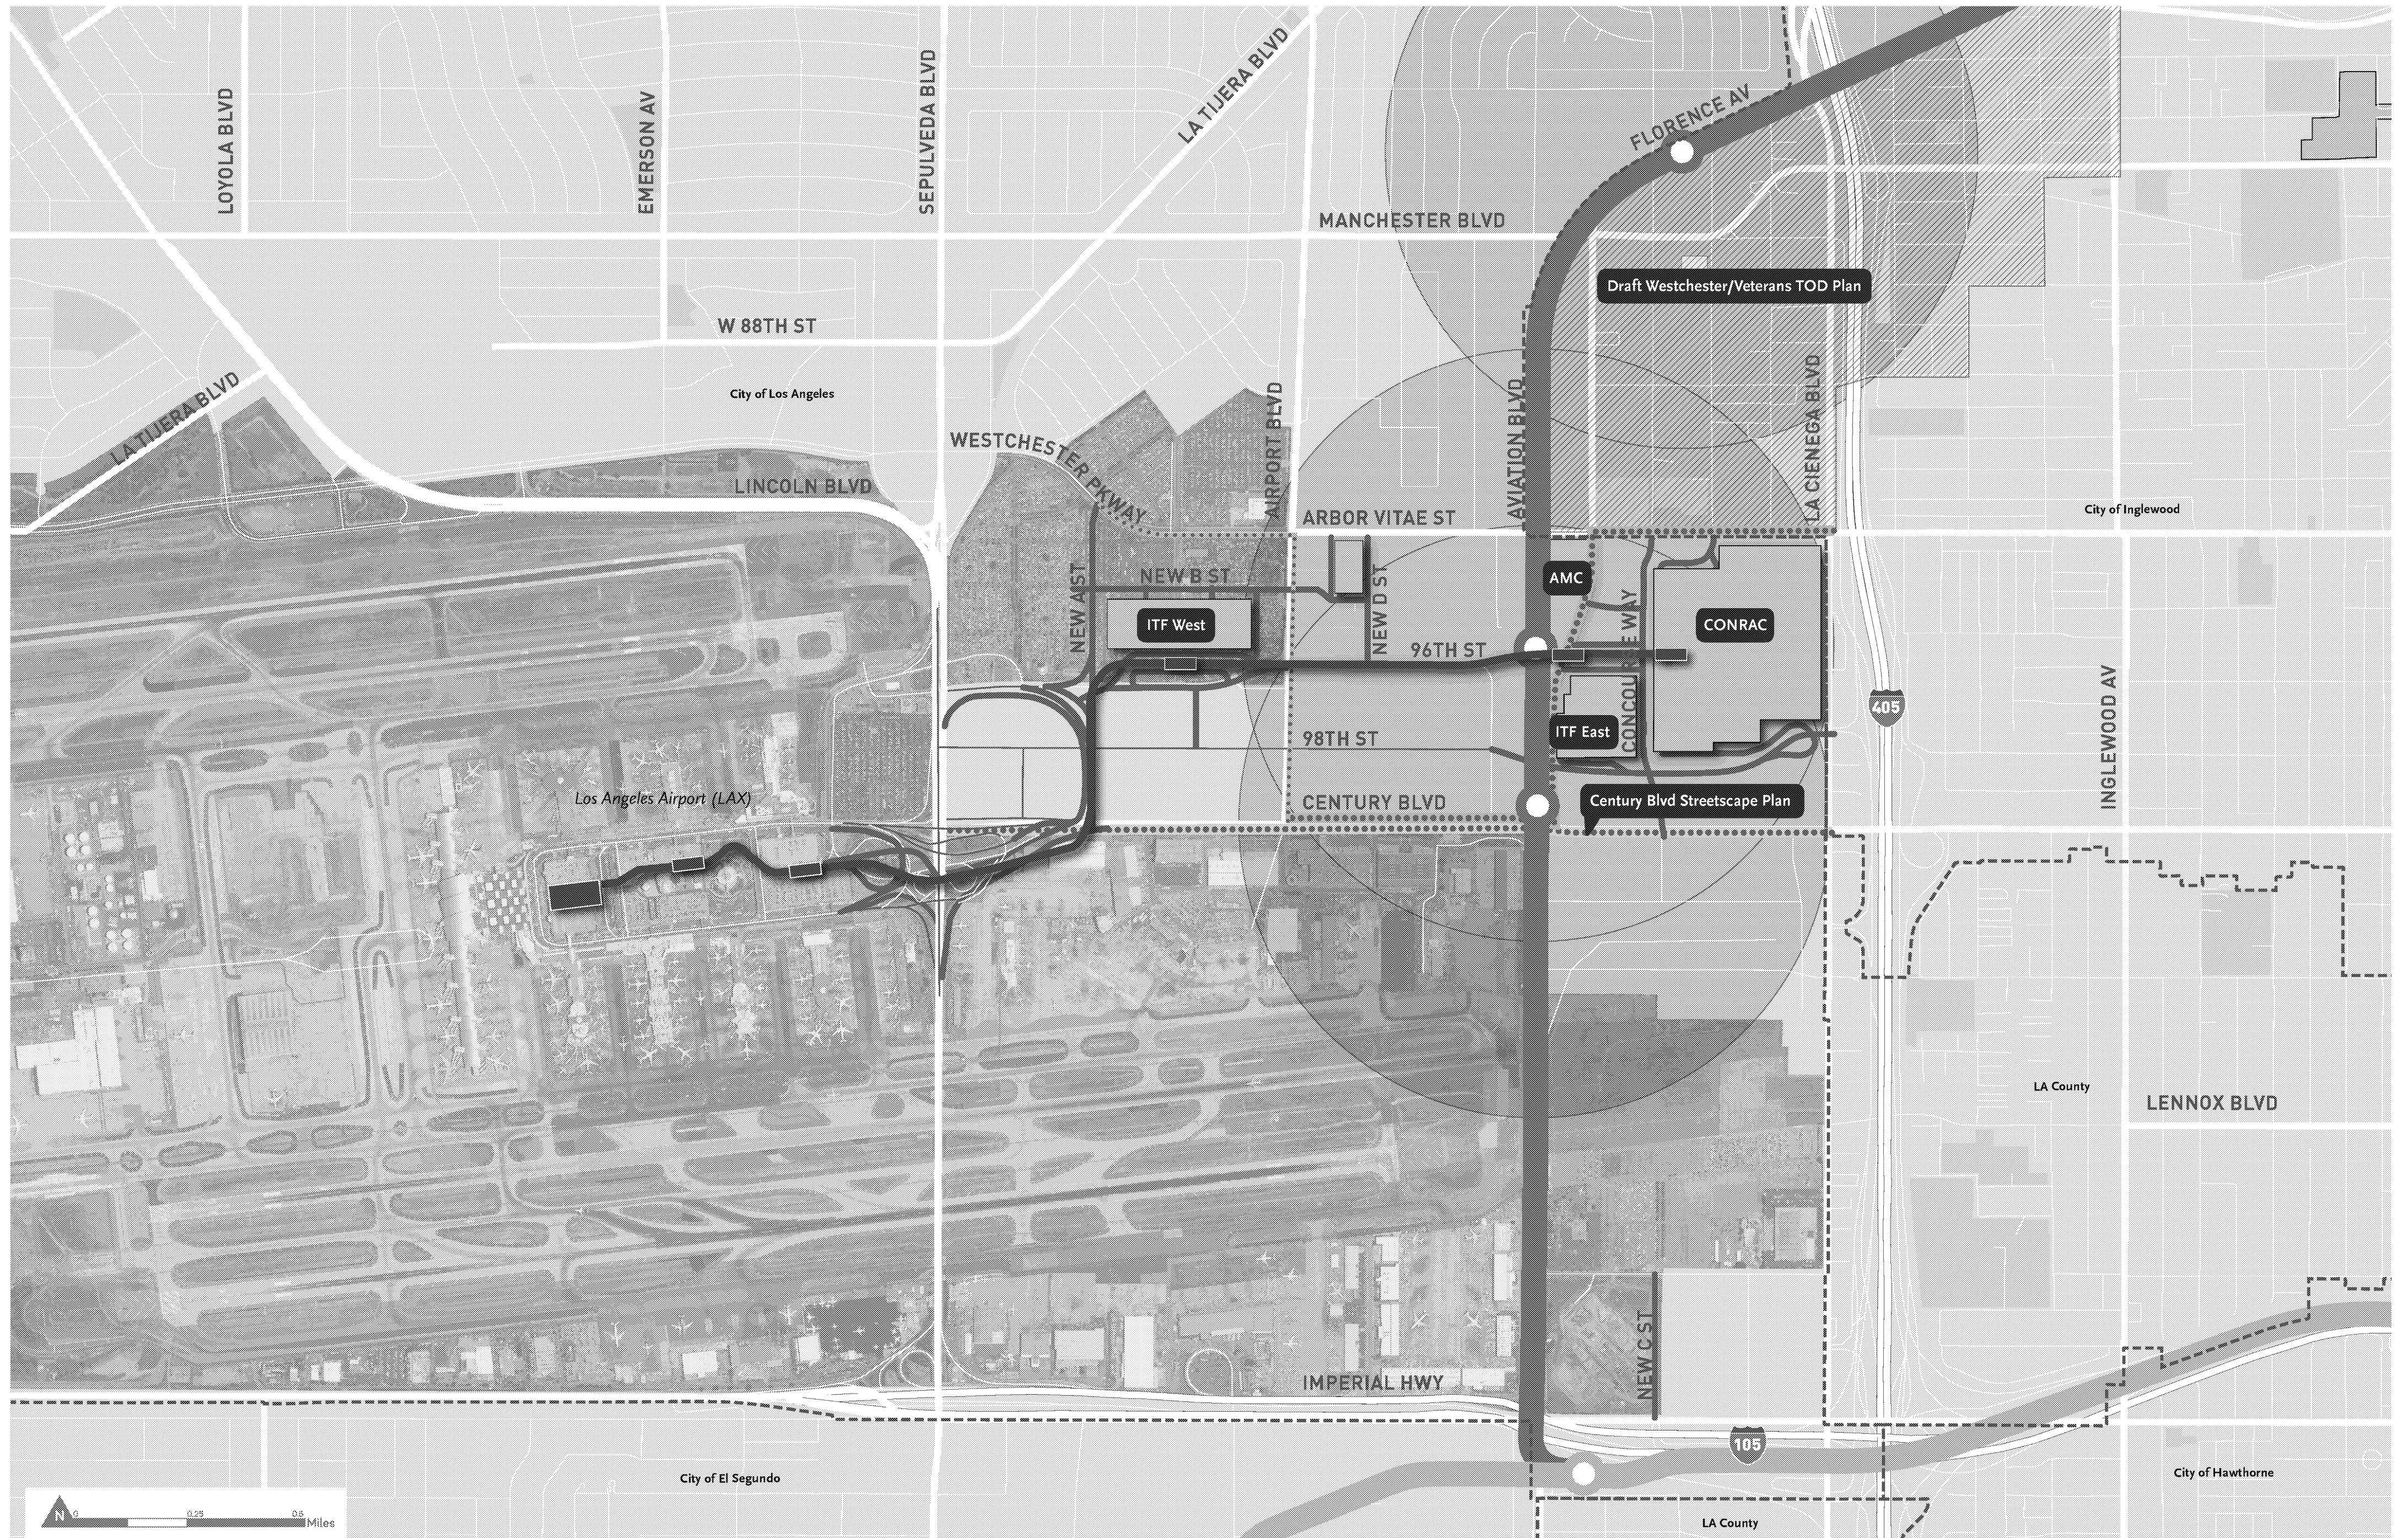 LOYOLA BLVD
EMERSON AV
SEPULVEDA BLVD
LA TIJERA BLVD
FLORENCE AV
MANCHESTER BLVD
Draft Westchester/Veterans TOD Plan
W 88TH ST
City of Los Angeles
LA TIJERA BLVD
WESTCHESTER PKWAY
AIRPORT BLVD
AVIATION BLVD
LA CIENEGA BLVD
LINCOLN BLVD
ARBOR VITAE ST
City of Inglewood
NEW A ST
NEW B ST
NEW D ST
AMC
CONCOURSE WAY
ITF West
CONRAC
96TH ST
405
INGLEWOOD AV
98TH ST
ITF East
Los Angeles Airport (LAX)
CENTURY BLVD
Century Blvd Streetscape Plan
LA County
LENNOX BLVD
NEW C ST
IMPERIAL HWY
105
City of El Segundo
City of Hawthorne
N
0
0.25
0.5
Miles
LA County